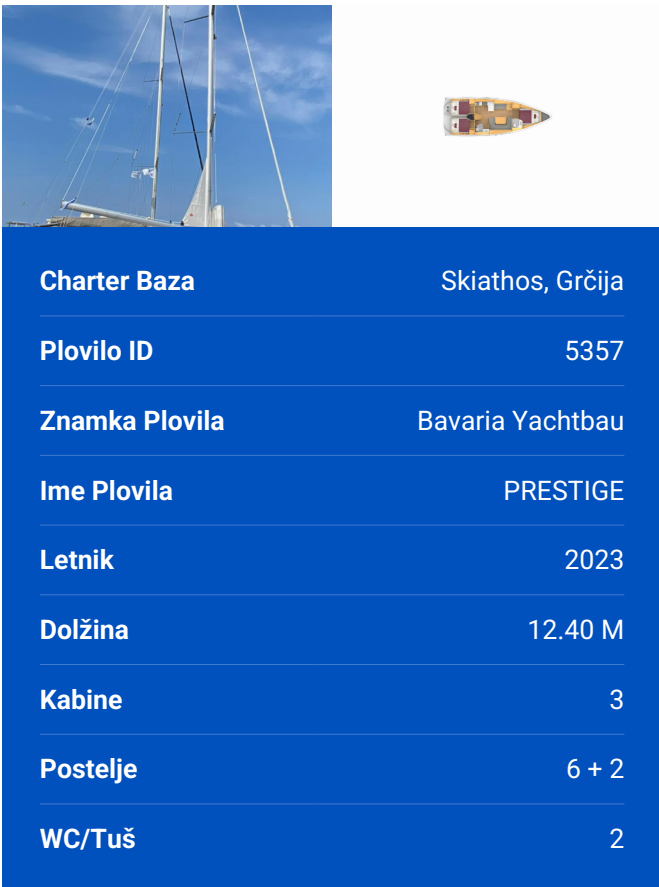 Charter Baza Skiathos, Grčija
Plovilo ID 5357
Znamka Plovila Bavaria Yachtbau
Ime Plovila PRESTIGE
Letnik 2023
Dolžina 12.40 M
Kabine 3
Postelje 6 + 2
WC/Tuš 2